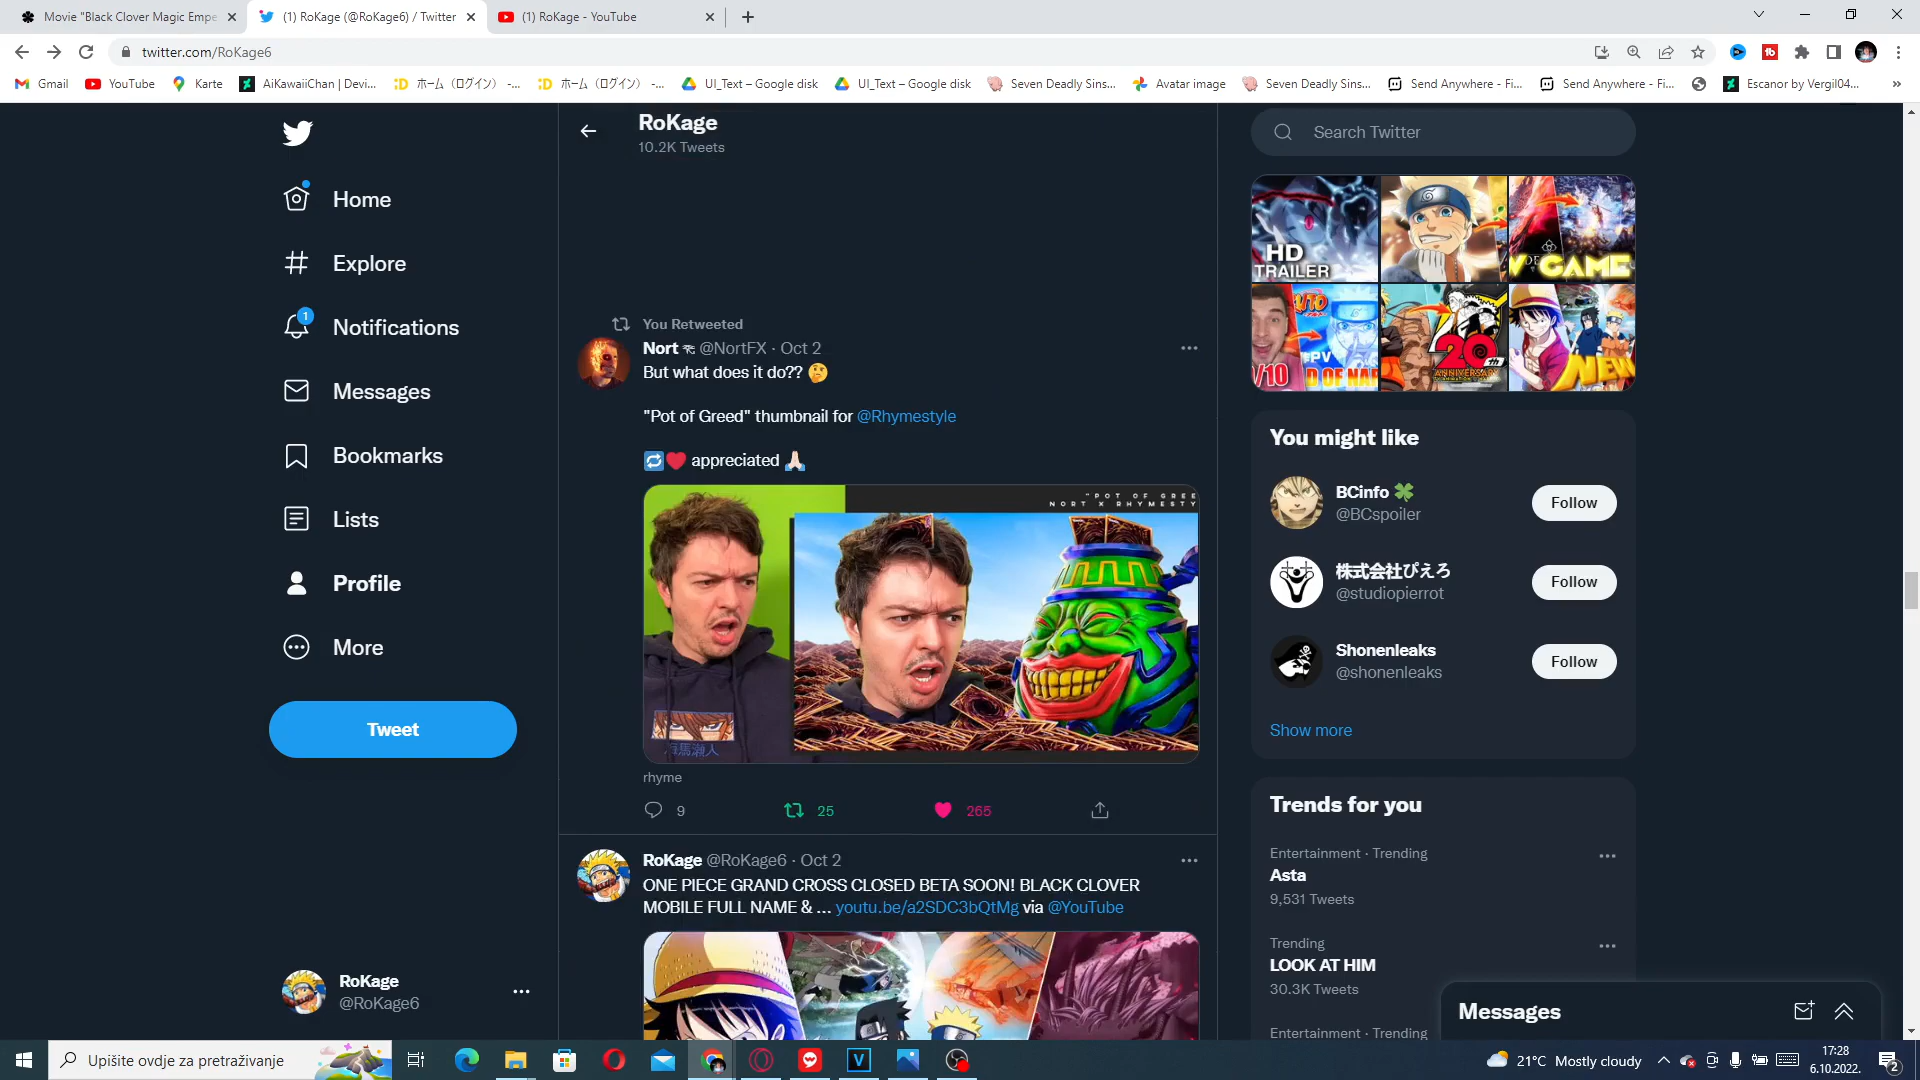 Movie "Black Clover Magic Empe
(1) RoKage (@RoKage6) / Twitter
(1) RoKage - YouTube
twitter.com/RoKage6
Gmail
YouTube
Karte
AiKawaiiChan | Devi...
ホーム（ログイン） -...
ホーム（ログイン） -...
UI_Text – Google disk
UI_Text – Google disk
Seven Deadly Sins...
Avatar image
Seven Deadly Sins...
Send Anywhere - Fi...
Send Anywhere - Fi...
Escanor by Vergil04...
Home
Explore
1
Notifications
Messages
Bookmarks
Lists
Profile
More
Tweet
RoKage
@RoKage6
RoKage
10.2K Tweets
You Retweeted
Nort @NortFX · Oct 2
But what does it do?? 🤔
"Pot of Greed" thumbnail for @Rhymestyle
🔁❤️ appreciated 🙏🏻
"POT OF GREE
NORT X RHYMESTY
rhyme
9
25
265
RoKage @RoKage6 · Oct 2
ONE PIECE GRAND CROSS CLOSED BETA SOON! BLACK CLOVER
MOBILE FULL NAME & ... youtu.be/a2SDC3bQtMg via @YouTube
Search Twitter
HD
TRAILER
V GAME
/10
PV
D OF NAR
20
ANNIVERSARY
NEW
You might like
BCinfo 🍀
@BCspoiler
Follow
株式会社ぴえろ
@studiopierrot
Follow
Shonenleaks
@shonenleaks
Follow
Show more
Trends for you
Entertainment · Trending
Asta
9,531 Tweets
Trending
LOOK AT HIM
30.3K Tweets
Entertainment · Trending
Messages
Upišite ovdje za pretraživanje
21°C Mostly cloudy
17:28
6.10.2022.
2